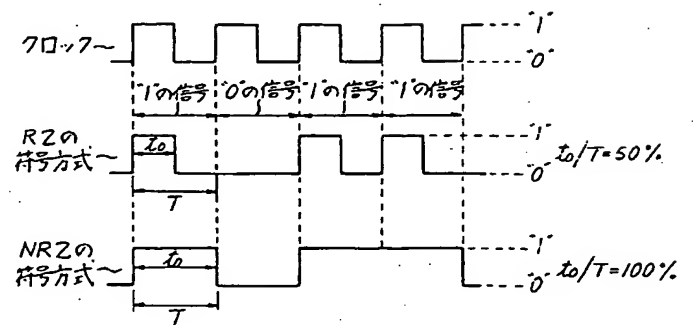 "1"
クロック
"0"
"1"の信号 "0"の信号 "1"の信号 "1"の信号
RZの
符号方式
t₀
T
"1"
"0" t₀/T=50%
NRZの
符号方式
t₀
T
"1"
"0" t₀/T=100%